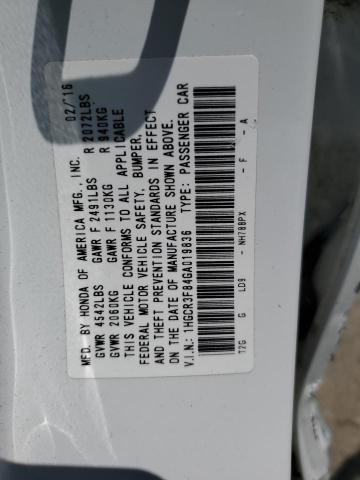 MFD. BY HONDA OF AMERICA MFG., INC. 02/16
GVWR 4542LBS GAWR F 2491LBS R 2072LBS
GVWR 2060KG GAWR F 1130KG R 940KG
THIS VEHICLE CONFORMS TO ALL APPLICABLE
FEDERAL MOTOR VEHICLE SAFETY, BUMPER,
AND THEFT PREVENTION STANDARDS IN EFFECT
ON THE DATE OF MANUFACTURE SHOWN ABOVE.
V.I.N.: 1HGCR3F84GA019836 TYPE: PASSENGER CAR
T2G G LD9 - NH788PX - F - A